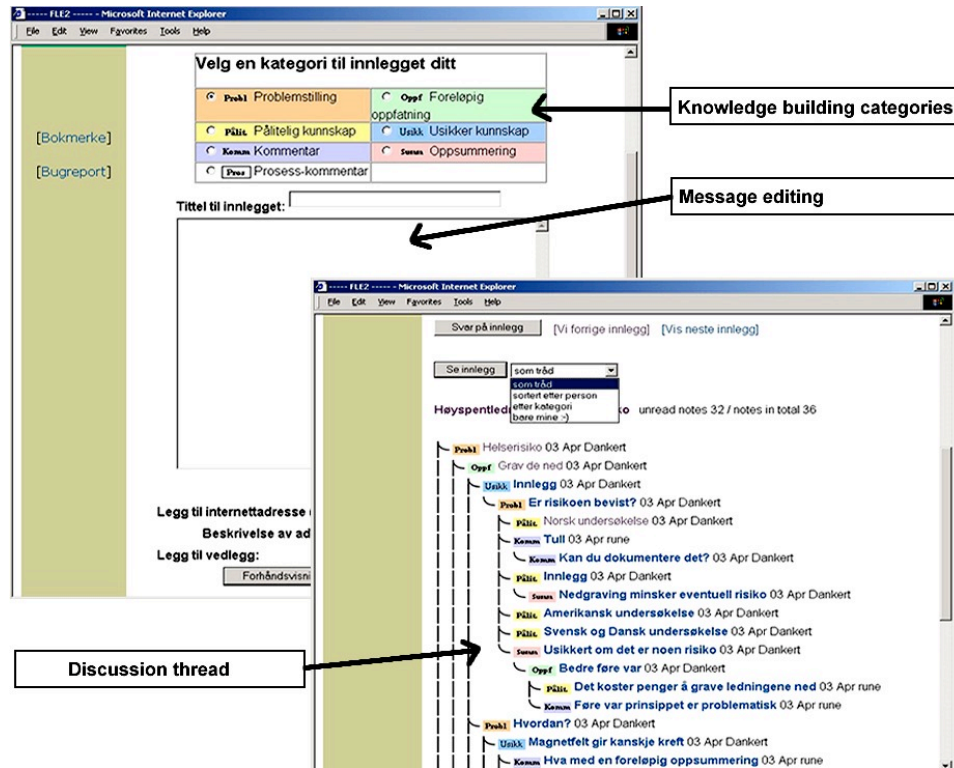 ----- FLE2 ----- - Microsoft Internet Explorer
File Edit View Favorites Tools Help
[Bokmerke]
[Bugreport]
Velg en kategori til innlegget ditt
Probl Problemstilling
Oppf Foreløpig
oppfatning
Pålit. Pålitelig kunnskap
Usikk Usikker kunnskap
Komm Kommentar
Summ Oppsummering
Pros Prosess-kommentar
Tittel til innlegget:
Legg til internettadresse
Beskrivelse av ad
Legg til vedlegg:
Forhåndsvisni
Knowledge building categories
Message editing
Discussion thread
----- FLE2 ----- - Microsoft Internet Explorer
File Edit View Favorites Tools Help
Svar på innlegg [Vi forrige innlegg] [Vis neste innlegg]
Se innlegg som tråd
som tråd
sortert etter person
etter kategori
bare mine :-)
Høyspentled ko unread notes 32 / notes in total 36
Probl Helserisiko 03 Apr Dankert
Oppf Grav de ned 03 Apr Dankert
Usikk Innlegg 03 Apr Dankert
Probl Er risikoen bevist? 03 Apr Dankert
Pålit. Norsk undersøkelse 03 Apr Dankert
Komm Tull 03 Apr rune
Komm Kan du dokumentere det? 03 Apr Dankert
Pålit. Innlegg 03 Apr Dankert
Summ Nedgraving minsker eventuell risiko 03 Apr Dankert
Pålit. Amerikansk undersøkelse 03 Apr Dankert
Pålit. Svensk og Dansk undersøkelse 03 Apr Dankert
Summ Usikkert om det er noen risiko 03 Apr Dankert
Oppf Bedre føre var 03 Apr Dankert
Pålit. Det koster penger å grave ledningene ned 03 Apr rune
Komm Føre var prinsippet er problematisk 03 Apr rune
Probl Hvordan? 03 Apr Dankert
Usikk Magnetfelt gir kanskje kreft 03 Apr Dankert
Komm Hva med en foreløpig oppsummering 03 Apr rune